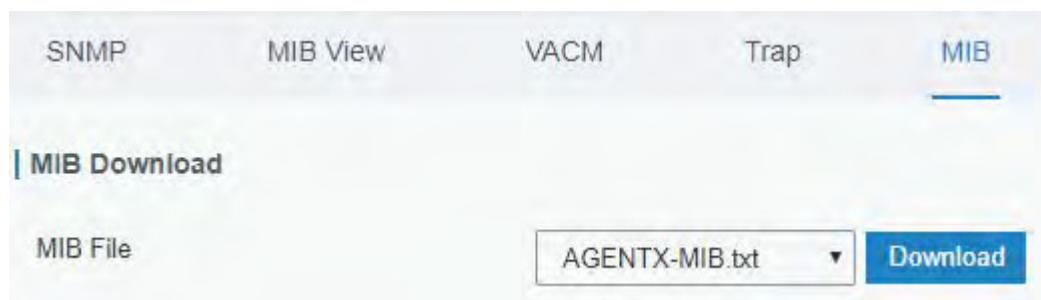 SNMP MIB View VACM Trap MIB
MIB Download
MIB File AGENTX-MIB.txt Download